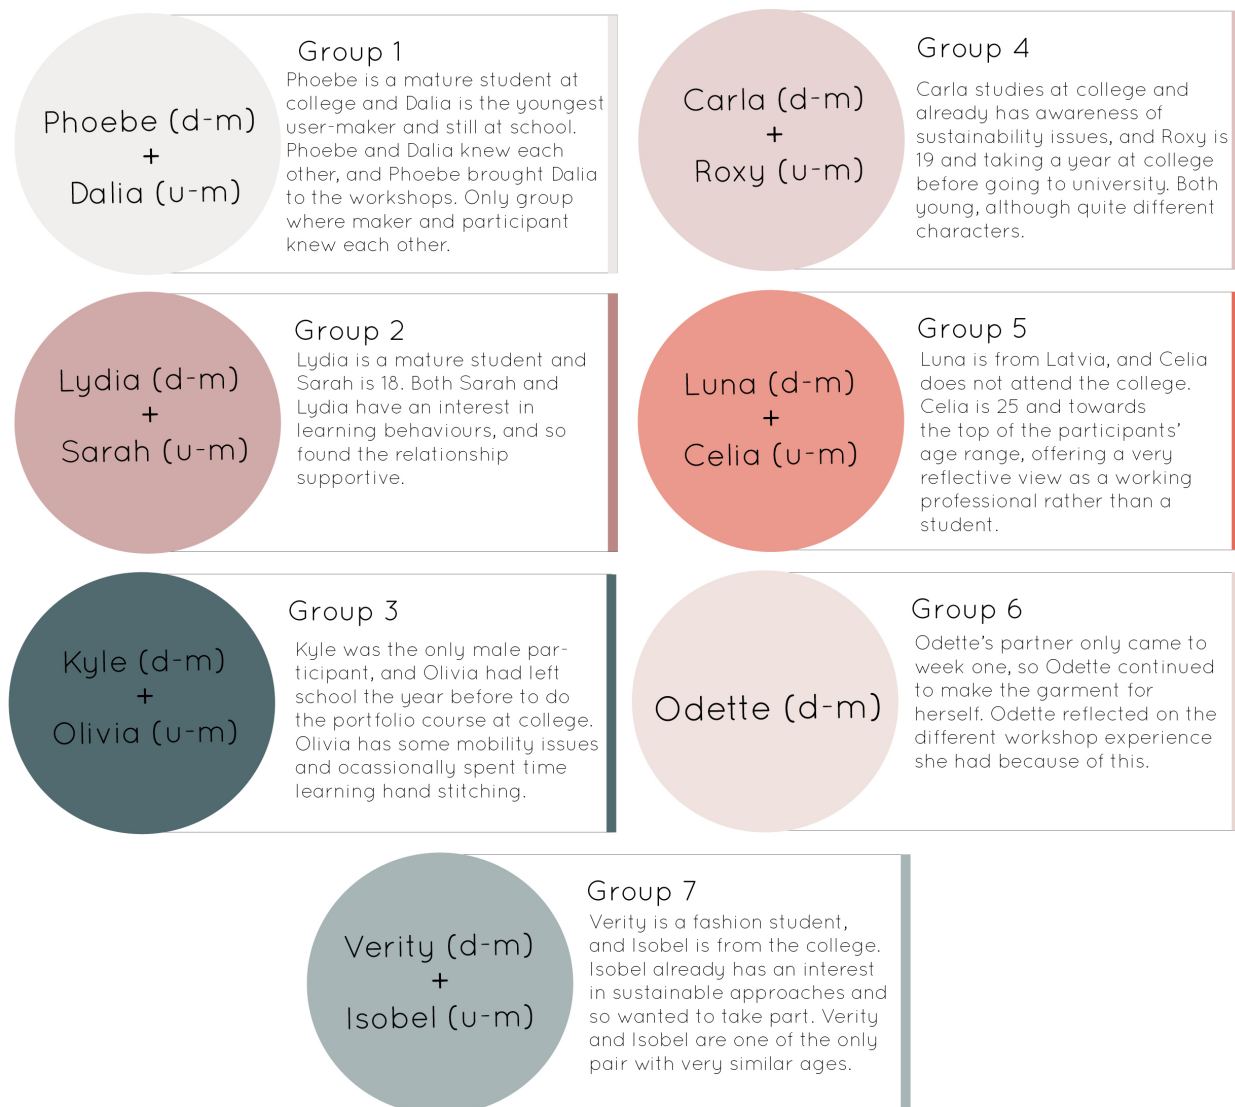 Phoebe (d-m)
+
Dalia (u-m)
Group 1
Phoebe is a mature student at
college and Dalia is the youngest
user-maker and still at school.
Phoebe and Dalia knew each
other, and Phoebe brought Dalia
to the workshops. Only group
where maker and participant
knew each other.
Lydia (d-m)
+
Sarah (u-m)
Group 2
Lydia is a mature student and
Sarah is 18. Both Sarah and
Lydia have an interest in
learning behaviours, and so
found the relationship
supportive.
Kyle (d-m)
+
Olivia (u-m)
Group 3
Kyle was the only male par-
ticipant, and Olivia had left
school the year before to do
the portfolio course at college.
Olivia has some mobility issues
and ocassionally spent time
learning hand stitching.
Carla (d-m)
+
Roxy (u-m)
Group 4
Carla studies at college and
already has awareness of
sustainability issues, and Roxy is
19 and taking a year at college
before going to university. Both
young, although quite different
characters.
Luna (d-m)
+
Celia (u-m)
Group 5
Luna is from Latvia, and Celia
does not attend the college.
Celia is 25 and towards
the top of the participants'
age range, offering a very
reflective view as a working
professional rather than a
student.
Odette (d-m)
Group 6
Odette's partner only came to
week one, so Odette continued
to make the garment for
herself. Odette reflected on the
different workshop experience
she had because of this.
Verity (d-m)
+
Isobel (u-m)
Group 7
Verity is a fashion student,
and Isobel is from the college.
Isobel already has an interest
in sustainable approaches and
so wanted to take part. Verity
and Isobel are one of the only
pair with very similar ages.